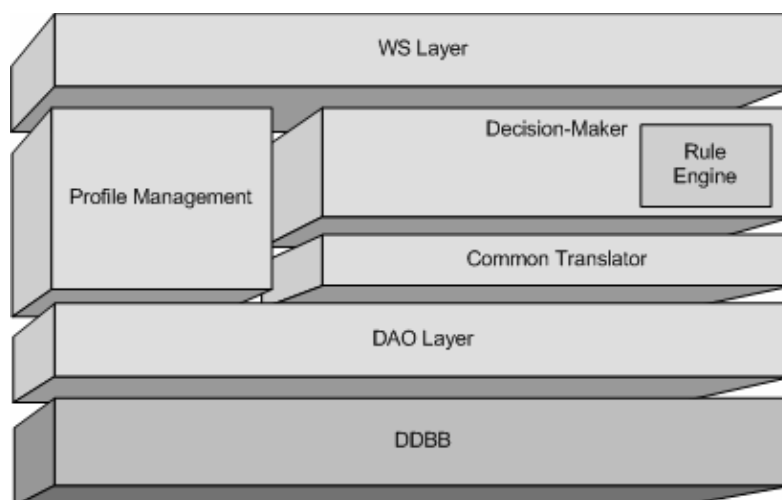 WS Layer
Decision-Maker
Rule
Engine
Profile Management
Common Translator
DAO Layer
DDBB